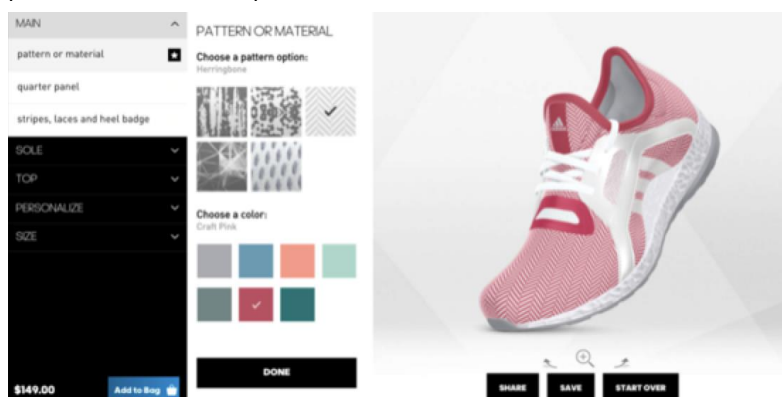 MAIN
pattern or material
quarter panel
stripes, laces and heel badge
SOLE
TOP
PERSONALIZE
SIZE
$149.00
Add to Bag
PATTERN OR MATERIAL
Choose a pattern option:
Herringbone
Choose a color:
Craft Pink
DONE
adidas
SHARE
SAVE
START OVER